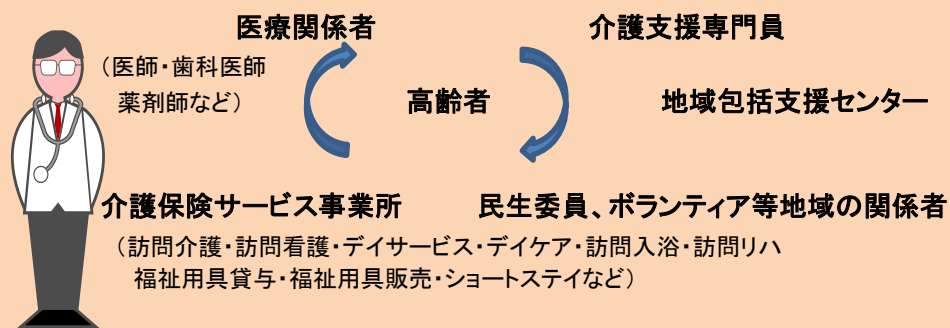 医療関係者
介護支援専門員
（医師・歯科医師
薬剤師など）
高齢者
地域包括支援センター
介護保険サービス事業所
民生委員、ボランティア等地域の関係者
（訪問介護・訪問看護・デイサービス・デイケア・訪問入浴・訪問リハ
福祉用具貸与・福祉用具販売・ショートステイなど）